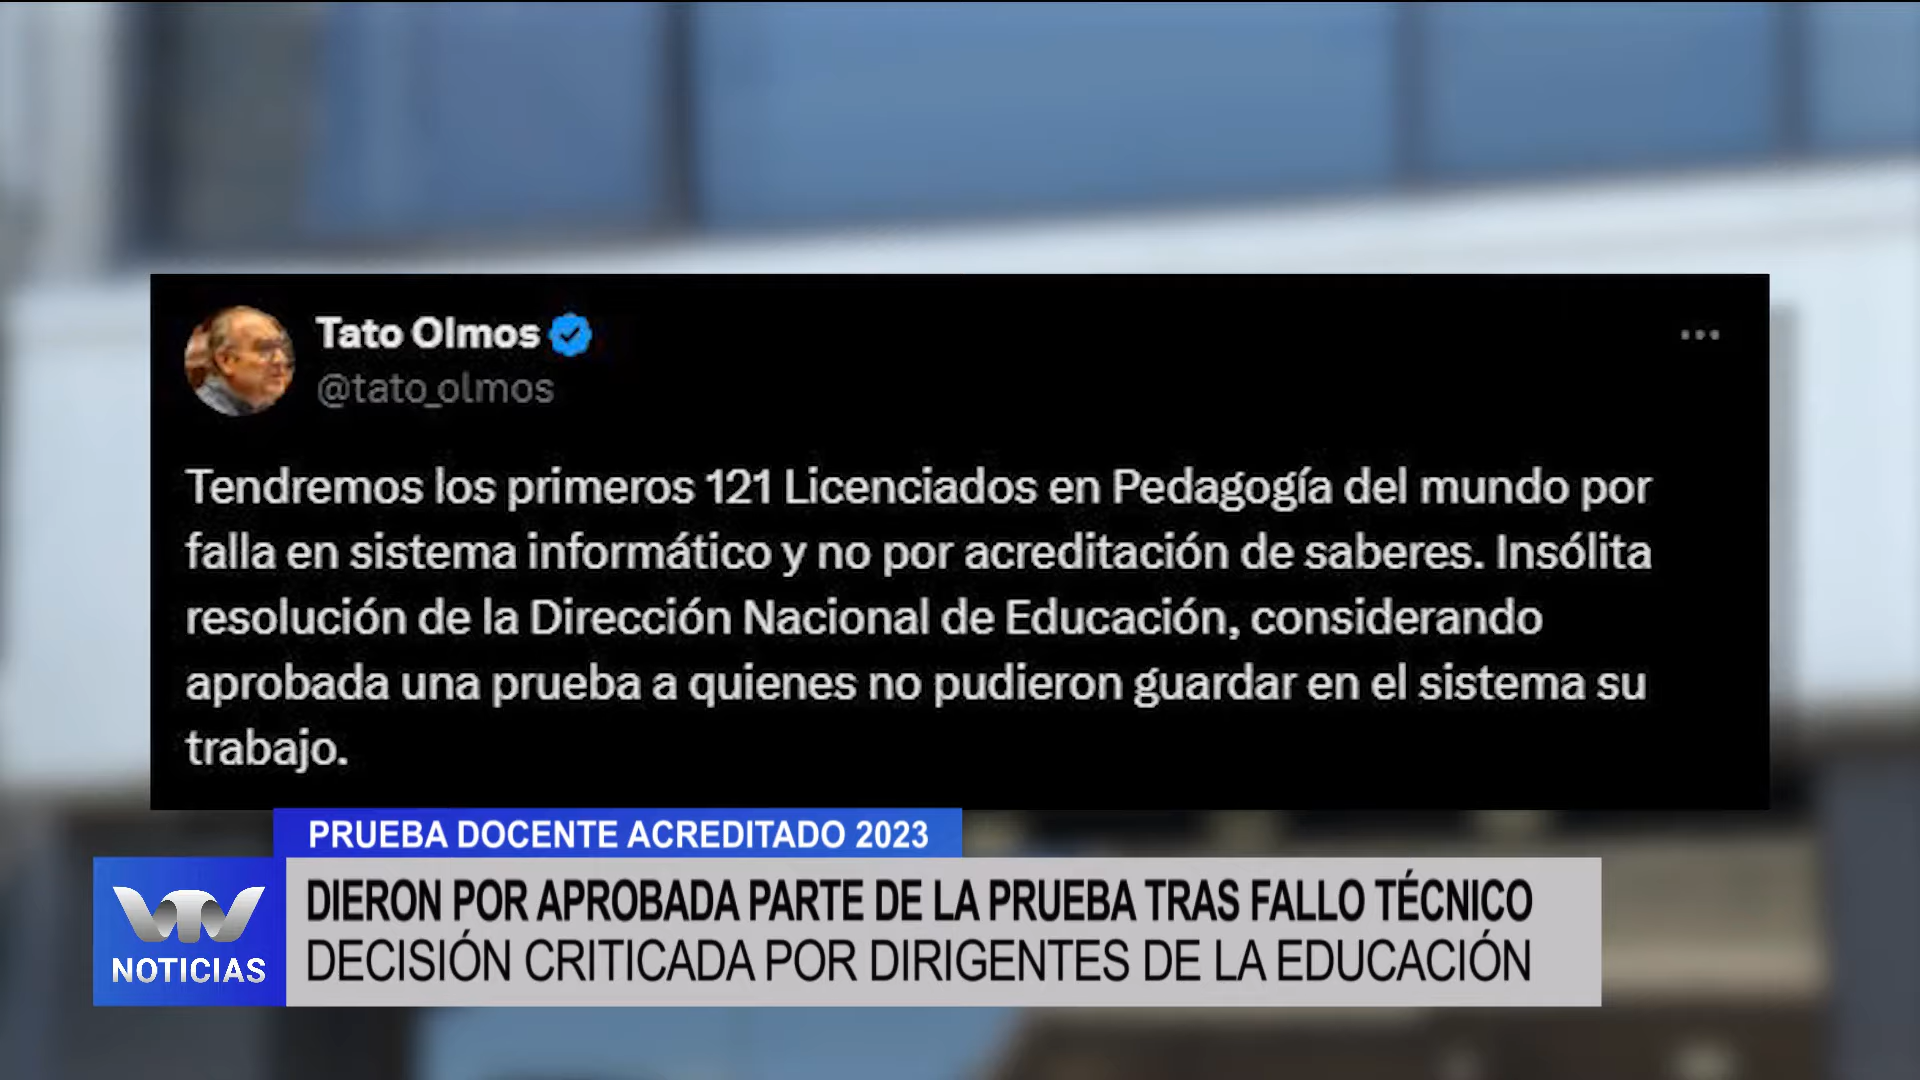 Tato Olmos
@tato_olmos
Tendremos los primeros 121 Licenciados en Pedagogía del mundo por
falla en sistema informático y no por acreditación de saberes. Insólita
resolución de la Dirección Nacional de Educación, considerando
aprobada una prueba a quienes no pudieron guardar en el sistema su
trabajo.
PRUEBA DOCENTE ACREDITADO 2023
DIERON POR APROBADA PARTE DE LA PRUEBA TRAS FALLO TÉCNICO
DECISIÓN CRITICADA POR DIRIGENTES DE LA EDUCACIÓN
VTV
NOTICIAS